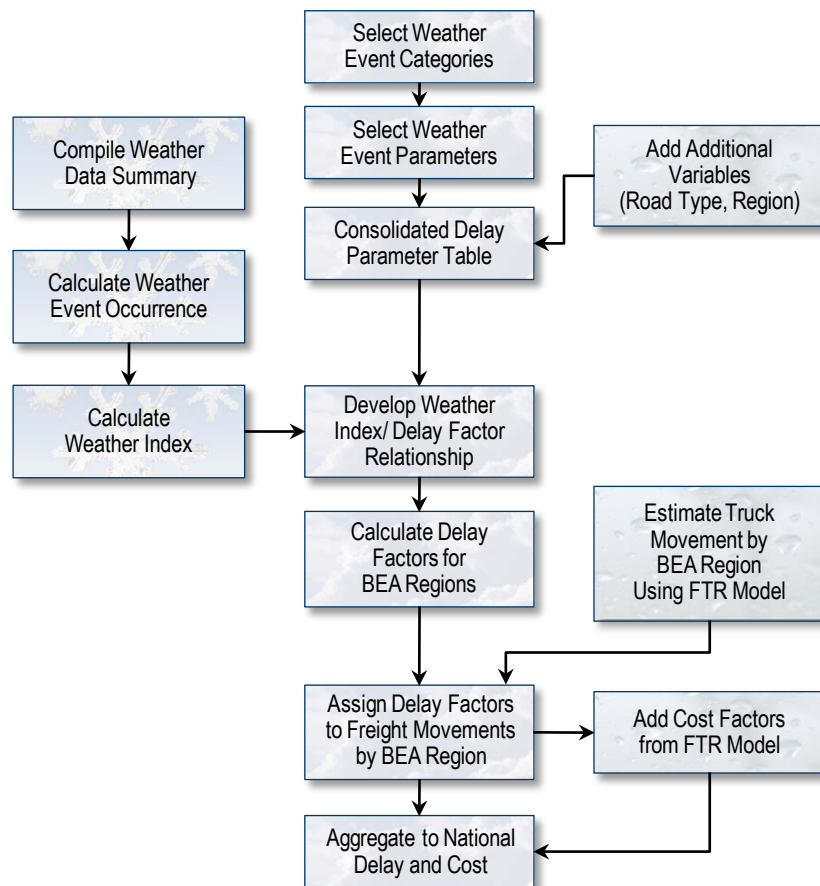 Select Weather
Event Categories
Select Weather
Event Parameters
Compile Weather
Data Summary
Add Additional
Variables
(Road Type, Region)
Consolidated Delay
Parameter Table
Calculate Weather
Event Occurrence
Calculate
Weather Index
Develop Weather
Index/ Delay Factor
Relationship
Calculate Delay
Factors for
BEA Regions
Estimate Truck
Movement by
BEA Region
Using FTR Model
Assign Delay Factors
to Freight Movements
by BEA Region
Add Cost Factors
from FTR Model
Aggregate to National
Delay and Cost